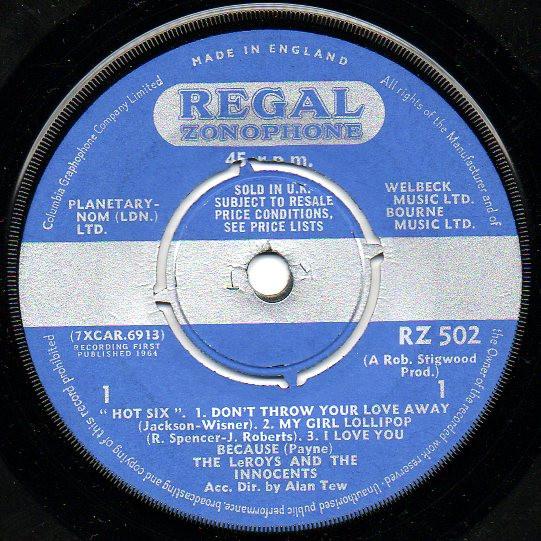 MADE IN ENGLAND
REGAL
ZONOPHONE
45 r.p.m.
PLANETARY-
NOM (LDN.)
LTD.
SOLD IN U.K.
SUBJECT TO RESALE
PRICE CONDITIONS,
SEE PRICE LISTS
WELBECK
MUSIC LTD.
BOURNE
MUSIC LTD.
(7XCAR.6913)
RECORDING FIRST
PUBLISHED 1964
RZ 502
(A Rob. Stigwood
Prod.)
1
1
" HOT SIX ". 1. DON'T THROW YOUR LOVE AWAY
(Jackson-Wisner) 2. MY GIRL LOLLIPOP
(R. Spencer-J. Roberts). 3. I LOVE YOU
BECAUSE (Payne)
THE LeROYS AND THE
INNOCENTS
Acc. Dir. by Alan Tew
Columbia Graphophone Company Limited
All rights of the Manufacturer and of the Owner of the recorded work reserved. Unauthorised public performance, broadcasting and copying of this record prohibited